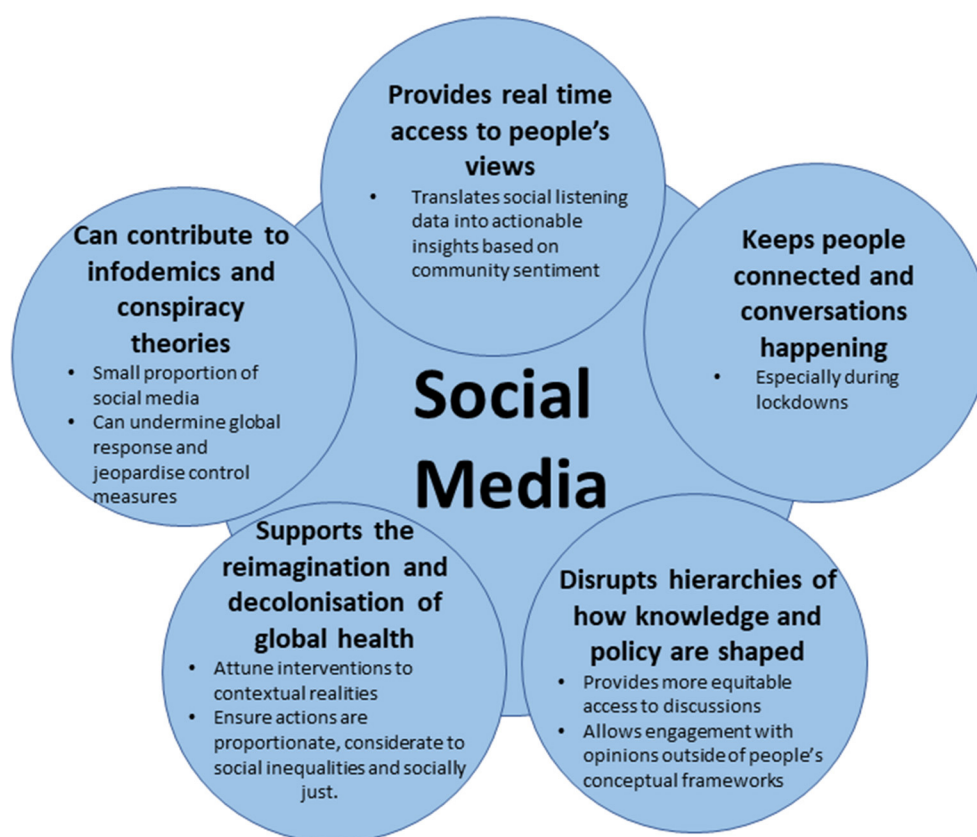 Provides real time
access to people’s
views
• Translates social listening
data into actionable
insights based on
community sentiment
Keeps people
connected and
conversations
happening
• Especially during
lockdowns
Disrupts hierarchies of
how knowledge and
policy are shaped
• Provides more equitable
access to discussions
• Allows engagement with
opinions outside of people’s
conceptual frameworks
Supports the
reimagination and
decolonisation of
global health
• Attune interventions to
contextual realities
• Ensure actions are
proportionate, considerate to
social inequalities and socially
just.
Can contribute to
infodemics and
conspiracy
theories
• Small proportion of
social media
• Can undermine global
response and
jeopardise control
measures
Social
Media